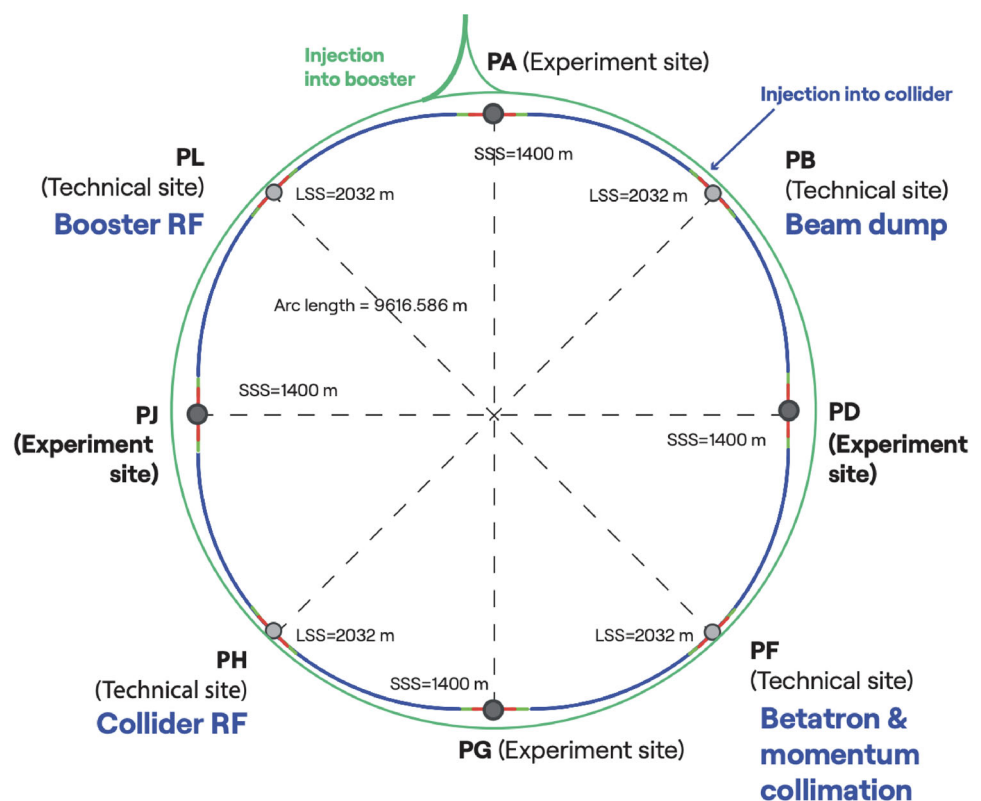 Injection
into booster
PA (Experiment site)
Injection into collider
SSS=1400 m
PL
(Technical site)
Booster RF
LSS=2032 m
LSS=2032 m
PB
(Technical site)
Beam dump
Arc length = 9616.586 m
SSS=1400 m
PJ
(Experiment
site)
SSS=1400 m
PD
(Experiment
site)
LSS=2032 m
LSS=2032 m
PH
(Technical site)
Collider RF
SSS=1400 m
PF
(Technical site)
Betatron &
momentum
collimation
PG (Experiment site)